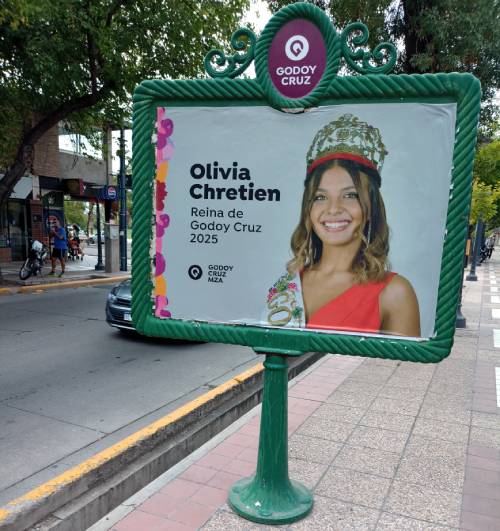 GODOY
CRUZ
Olivia
Chretien
Reina de
Godoy Cruz
2025
GODOY
CRUZ
MZA